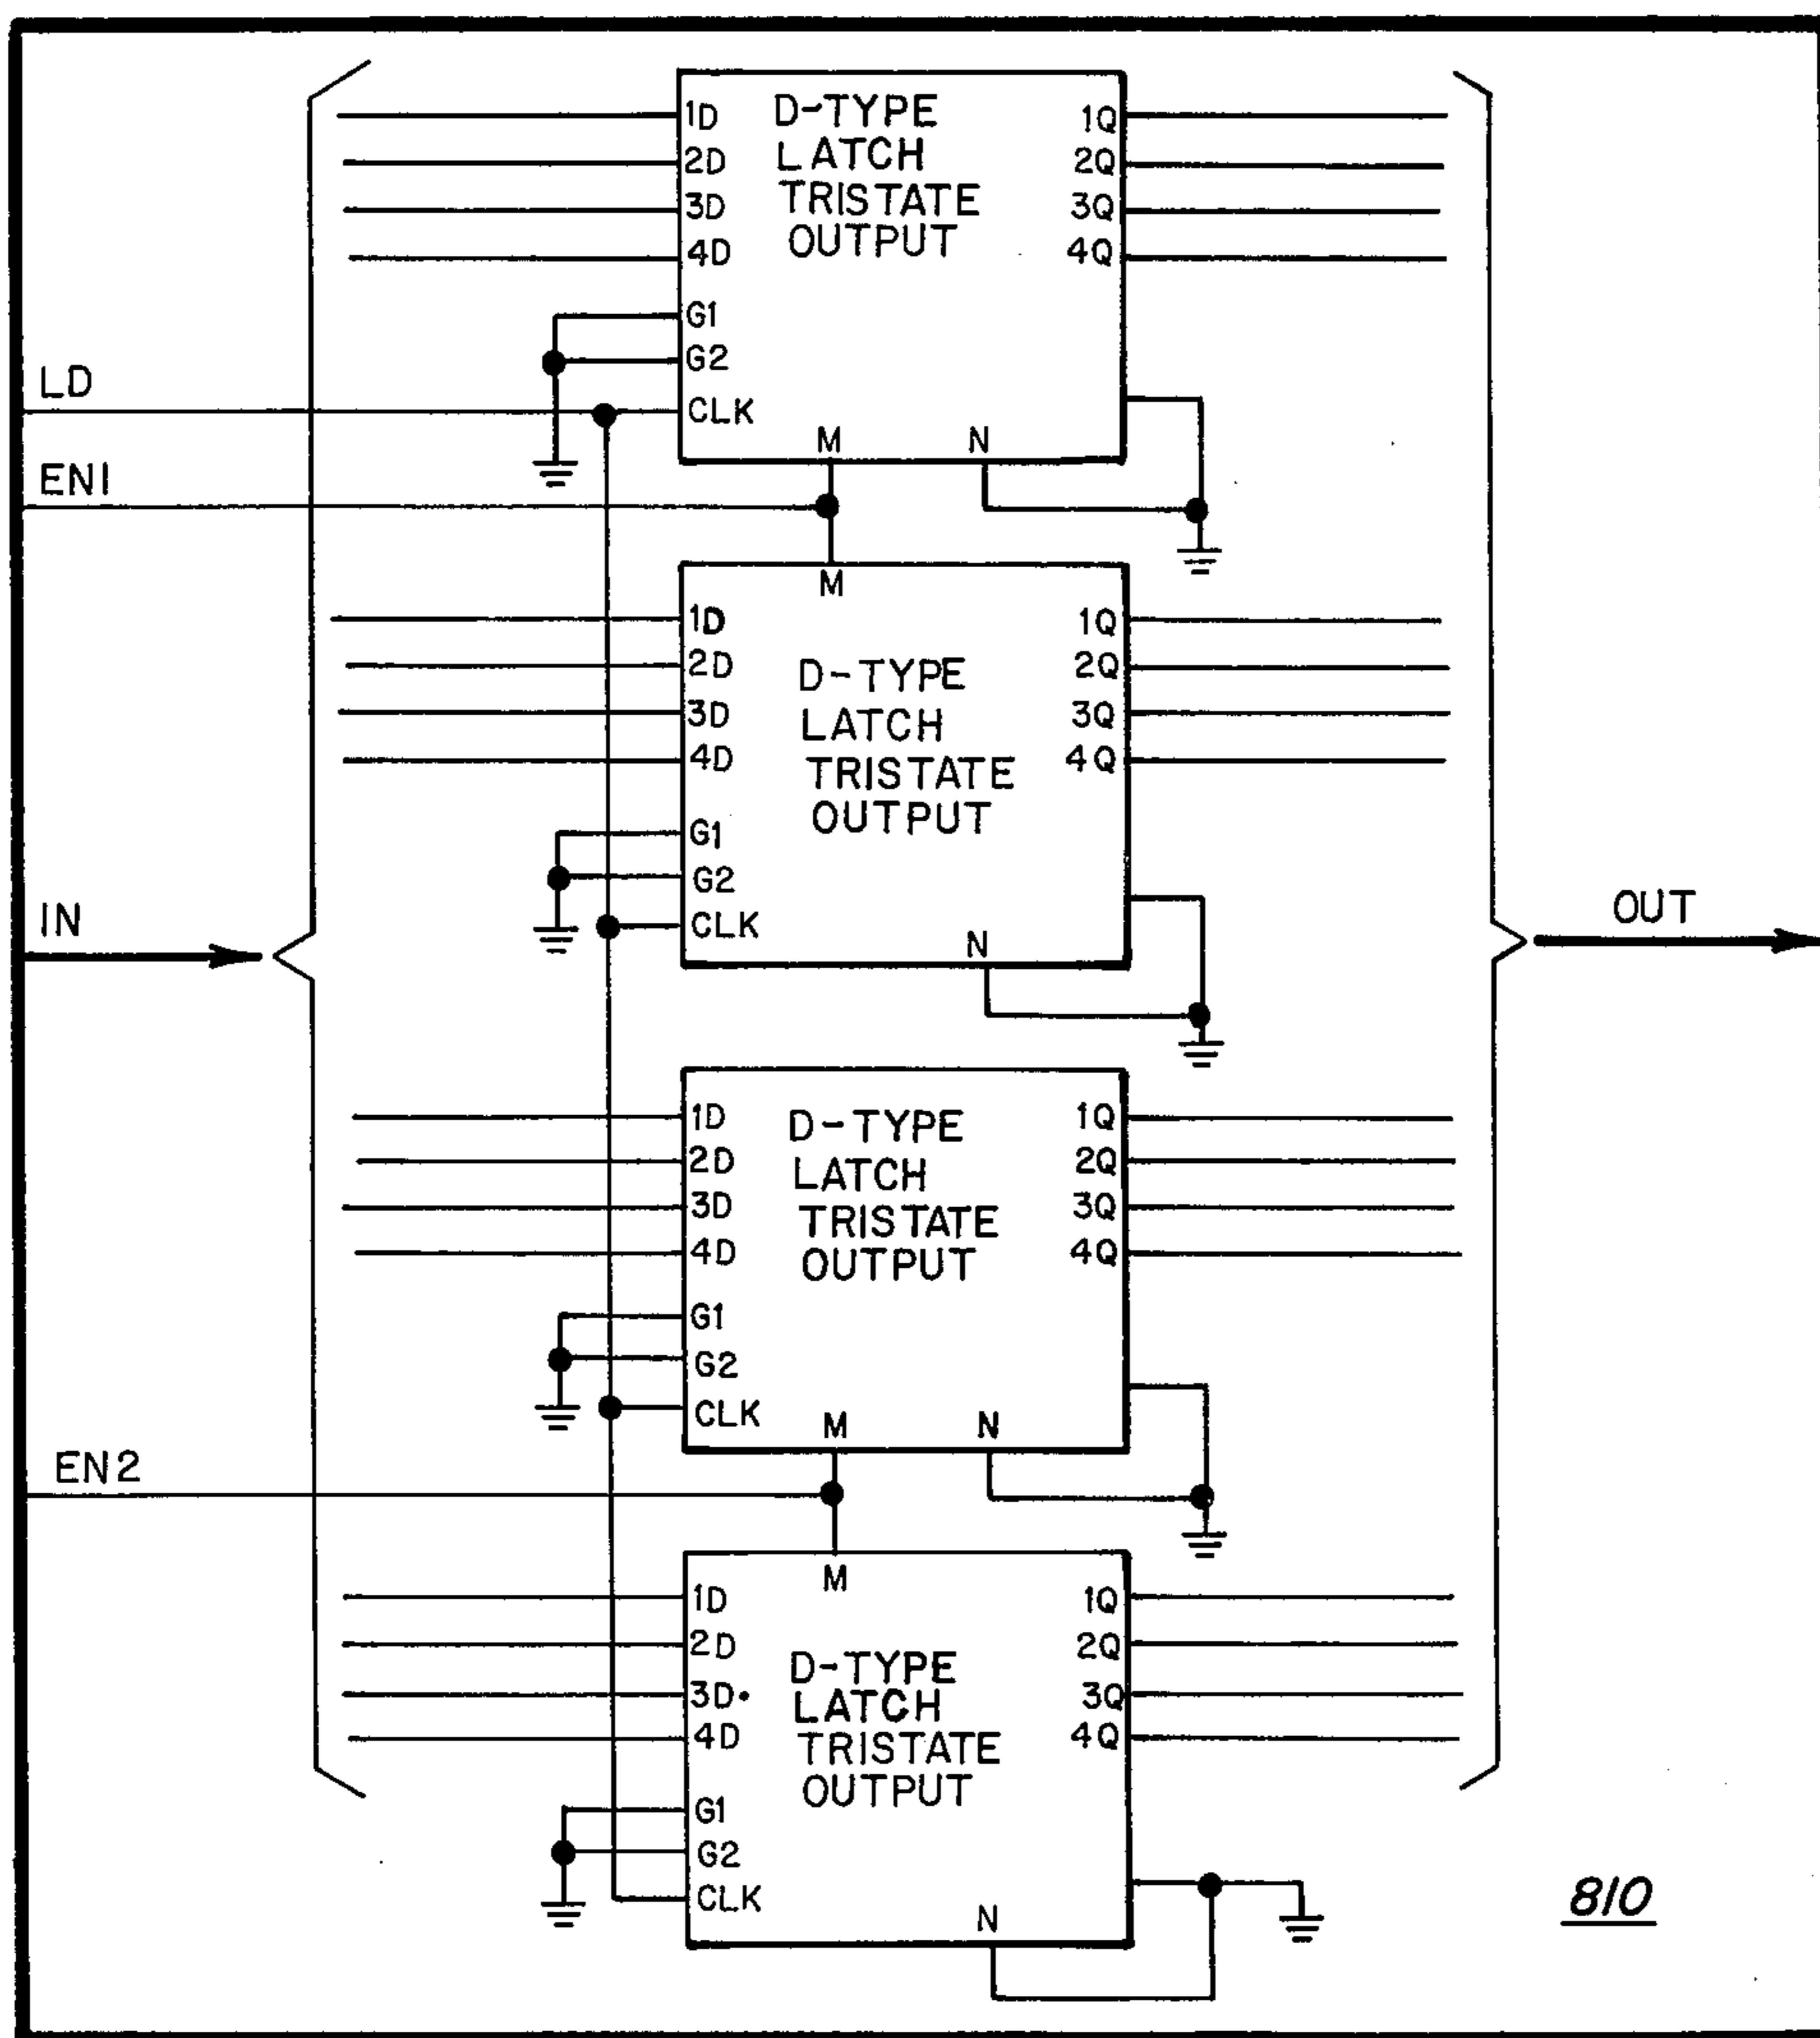 1D
2D
3D
4D
G1
G2
CLK
D-TYPE
LATCH
TRISTATE
OUTPUT
1Q
2Q
3Q
4Q
M N
LD
EN1
M
1D
2D
3D
4D
G1
G2
CLK
D-TYPE
LATCH
TRISTATE
OUTPUT
1Q
2Q
3Q
4Q
N
IN
OUT
1D
2D
3D
4D
G1
G2
CLK
D-TYPE
LATCH
TRISTATE
OUTPUT
1Q
2Q
3Q
4Q
M N
EN2
M
1D
2D
3D
4D
G1
G2
CLK
D-TYPE
LATCH
TRISTATE
OUTPUT
1Q
2Q
3Q
4Q
N
810